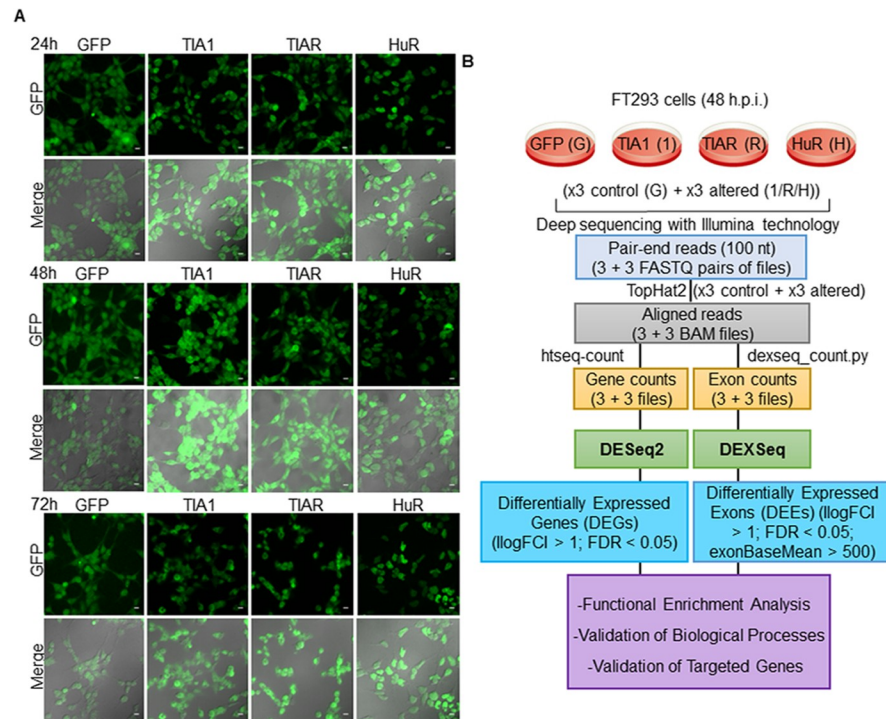 A
24h
GFP TIA1 TIAR HuR
GFP
Merge
48h
GFP TIA1 TIAR HuR
GFP
Merge
72h
GFP TIA1 TIAR HuR
GFP
Merge
B
FT293 cells (48 h.p.i.)
GFP (G) TIA1 (1) TIAR (R) HuR (H)
(x3 control (G) + x3 altered (1/R/H))
Deep sequencing with Illumina technology
Pair-end reads (100 nt)
(3 + 3 FASTQ pairs of files)
TopHat2 (x3 control + x3 altered)
Aligned reads
(3 + 3 BAM files)
htseq-count dexseq_count.py
Gene counts
(3 + 3 files)
Exon counts
(3 + 3 files)
DESeq2 DEXSeq
Differentially Expressed
Genes (DEGs)
(IlogFCI > 1; FDR < 0.05)
Differentially Expressed
Exons (DEEs) (IlogFCI
> 1; FDR < 0.05;
exonBaseMean > 500)
-Functional Enrichment Analysis
-Validation of Biological Processes
-Validation of Targeted Genes